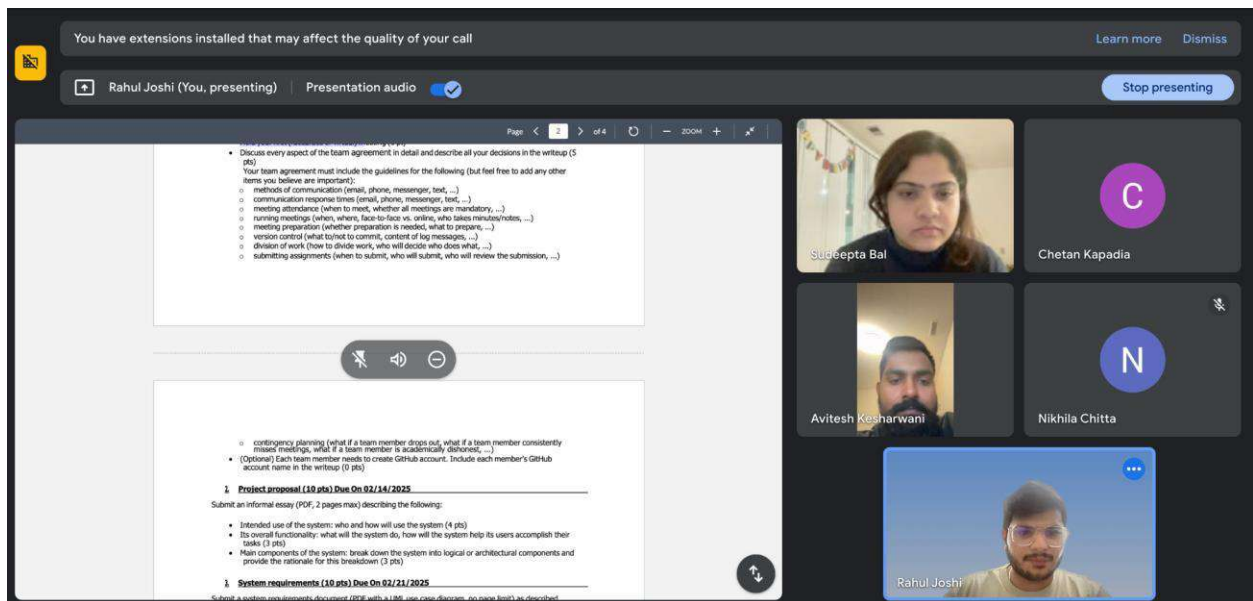 You have extensions installed that may affect the quality of your call
Learn more
Dismiss
Rahul Joshi (You, presenting)
Presentation audio
Stop presenting
Page
2
of 4
ZOOM
• Discuss every aspect of the team agreement in detail and describe all your decisions in the writeup (5
pts)
Your team agreement must include the guidelines for the following (but feel free to add any other
items you believe are important):
o methods of communication (email, phone, messenger, text, ...)
o communication response times (email, phone, messenger, text, ...)
o meeting attendance (when to meet, whether all meetings are mandatory, ...)
o running meetings (when, where, face-to-face vs. online, who takes minutes/notes, ...)
o meeting preparation (whether preparation is needed, what to prepare, ...)
o version control (what to/not to commit, content of log messages, ...)
o division of work (how to divide work, who will decide who does what, ...)
o submitting assignments (when to submit, who will submit, who will review the submission, ...)
o contingency planning (what if a team member drops out, what if a team member consistently
misses meetings, what if a team member is academically dishonest, ...)
• (Optional) Each team member needs to create GitHub account. Include each member's GitHub
account name in the writeup (0 pts)
Project proposal (10 pts) Due On 02/14/2025
Submit an informal essay (PDF, 2 pages max) describing the following:
• Intended use of the system: who and how will use the system (4 pts)
• Its overall functionality: what will the system do, how will the system help its users accomplish their
tasks (3 pts)
• Main components of the system: break down the system into logical or architectural components and
provide the rationale for this breakdown (3 pts)
System requirements (10 pts) Due On 02/21/2025
Submit a system requirements document (PDF with a UML use case diagram, no page limit) as described
Sudeepta Bal
C
Chetan Kapadia
Avitesh Kesharwani
N
Nikhila Chitta
Rahul Joshi